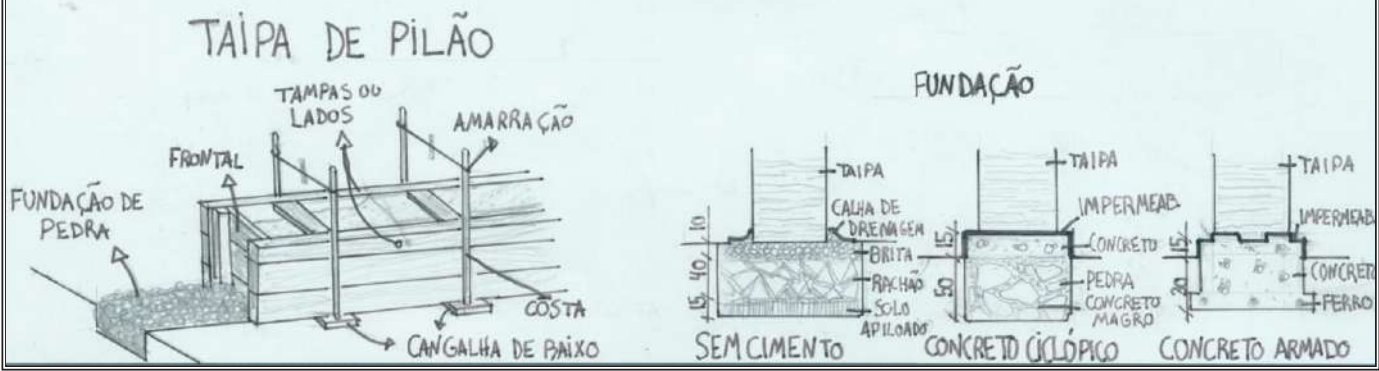 TAIPA DE PILÃO
TAMPAS OU
LADOS
AMARRAÇÃO
FRONTAL
FUNDAÇÃO DE
PEDRA
COSTA
CANGALHA DE BAIXO
FUNDAÇÃO
TAIPA
CALHA DE
DRENAGEM
BRITA
RACHÃO
SOLO
APILOADO
10
40
15
SEM CIMENTO
TAIPA
IMPERMEAB.
CONCRETO
PEDRA
CONCRETO
MAGRO
15
50
CONCRETO CICLÓPICO
TAIPA
IMPERMEAB
CONCRETO
FERRO
15
20
CONCRETO ARMADO